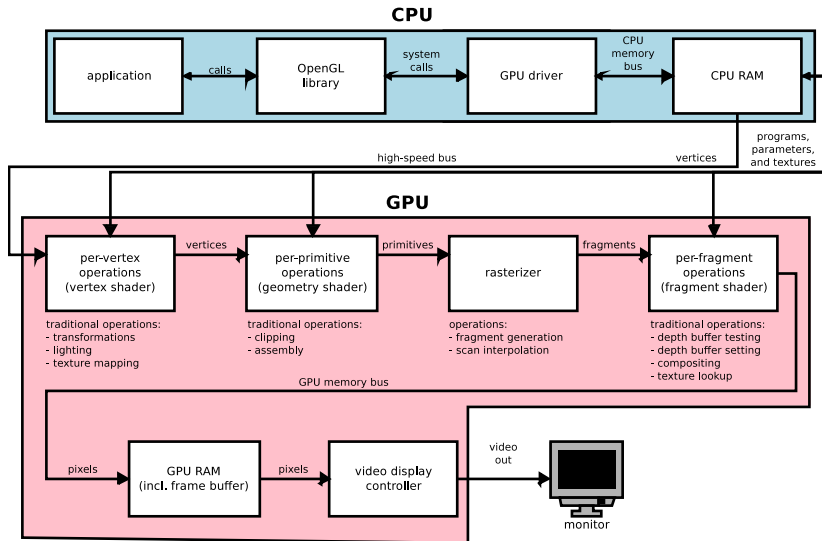 CPU
application
calls
OpenGL
library
system
calls
GPU driver
CPU
memory
bus
CPU RAM
high-speed bus
vertices
programs,
parameters,
and textures
GPU
per-vertex
operations
(vertex shader)
vertices
per-primitive
operations
(geometry shader)
primitives
rasterizer
fragments
per-fragment
operations
(fragment shader)
traditional operations:
- transformations
- lighting
- texture mapping
traditional operations:
- clipping
- assembly
operations:
- fragment generation
- scan interpolation
traditional operations:
- depth buffer testing
- depth buffer setting
- compositing
- texture lookup
GPU memory bus
pixels
GPU RAM
(incl. frame buffer)
pixels
video display
controller
video
out
monitor